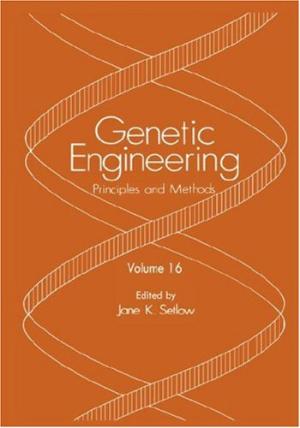 Genetic
Engineering
Principles and Methods
Volume 16
Edited by
Jane K. Setlow